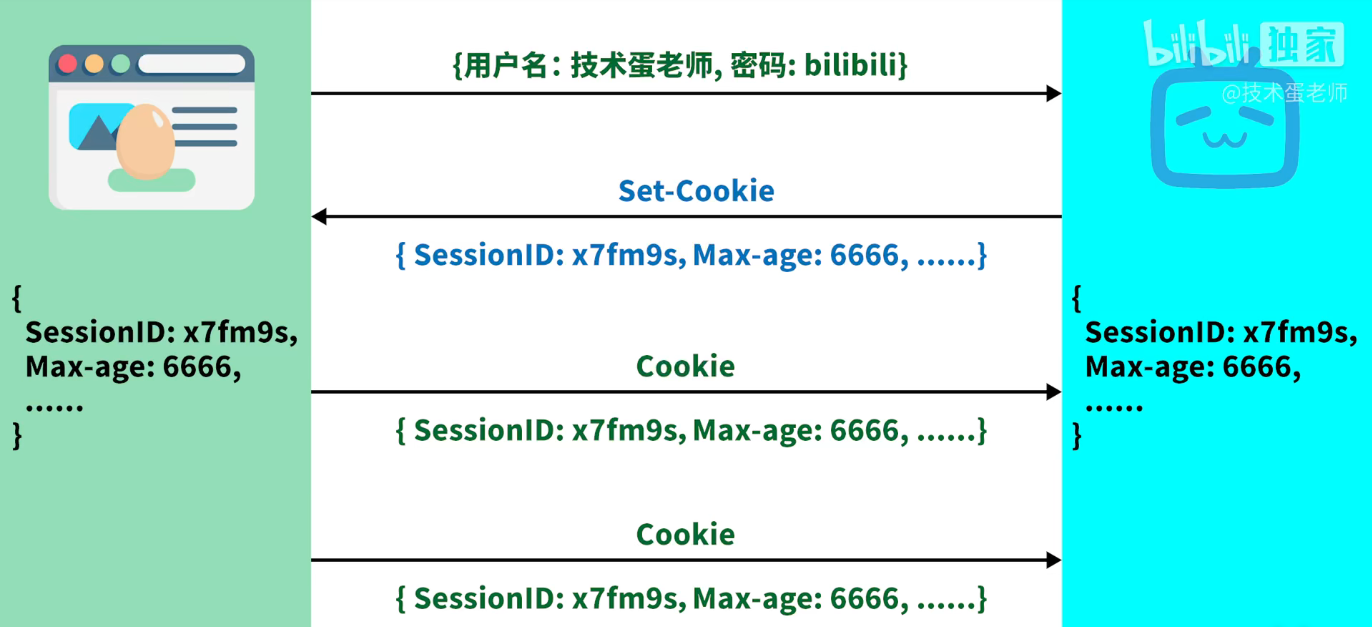 {用户名: 技术蛋老师, 密码: bilibili}
bilibili 独家
@技术蛋老师
Set-Cookie
{ SessionID: x7fm9s, Max-age: 6666, ......}
{
SessionID: x7fm9s,
Max-age: 6666,
......
}
Cookie
{ SessionID: x7fm9s, Max-age: 6666, ......}
{
SessionID: x7fm9s,
Max-age: 6666,
......
}
Cookie
{ SessionID: x7fm9s, Max-age: 6666, ......}